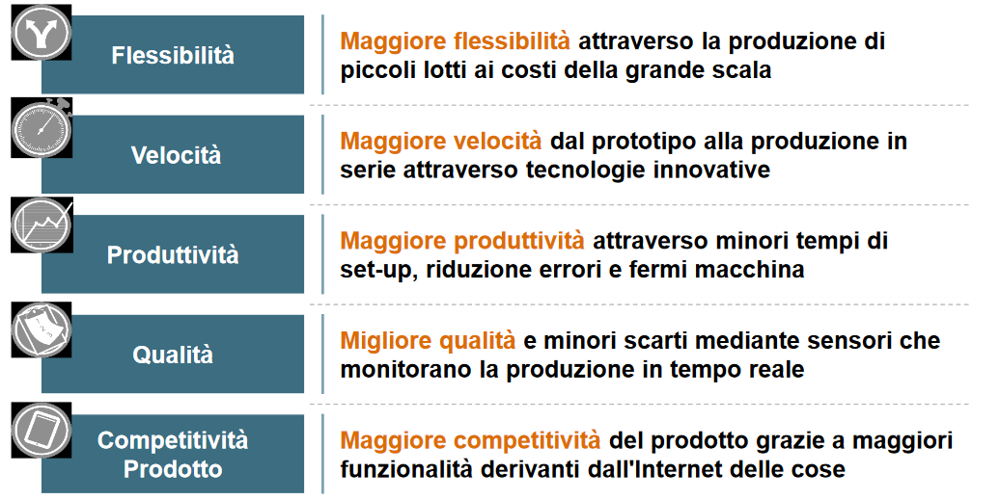 Flessibilità
Maggiore flessibilità attraverso la produzione di
piccoli lotti ai costi della grande scala
Velocità
Maggiore velocità dal prototipo alla produzione in
serie attraverso tecnologie innovative
Produttività
Maggiore produttività attraverso minori tempi di
set-up, riduzione errori e fermi macchina
Qualità
Migliore qualità e minori scarti mediante sensori che
monitorano la produzione in tempo reale
Competitività
Prodotto
Maggiore competitività del prodotto grazie a maggiori
funzionalità derivanti dall'Internet delle cose